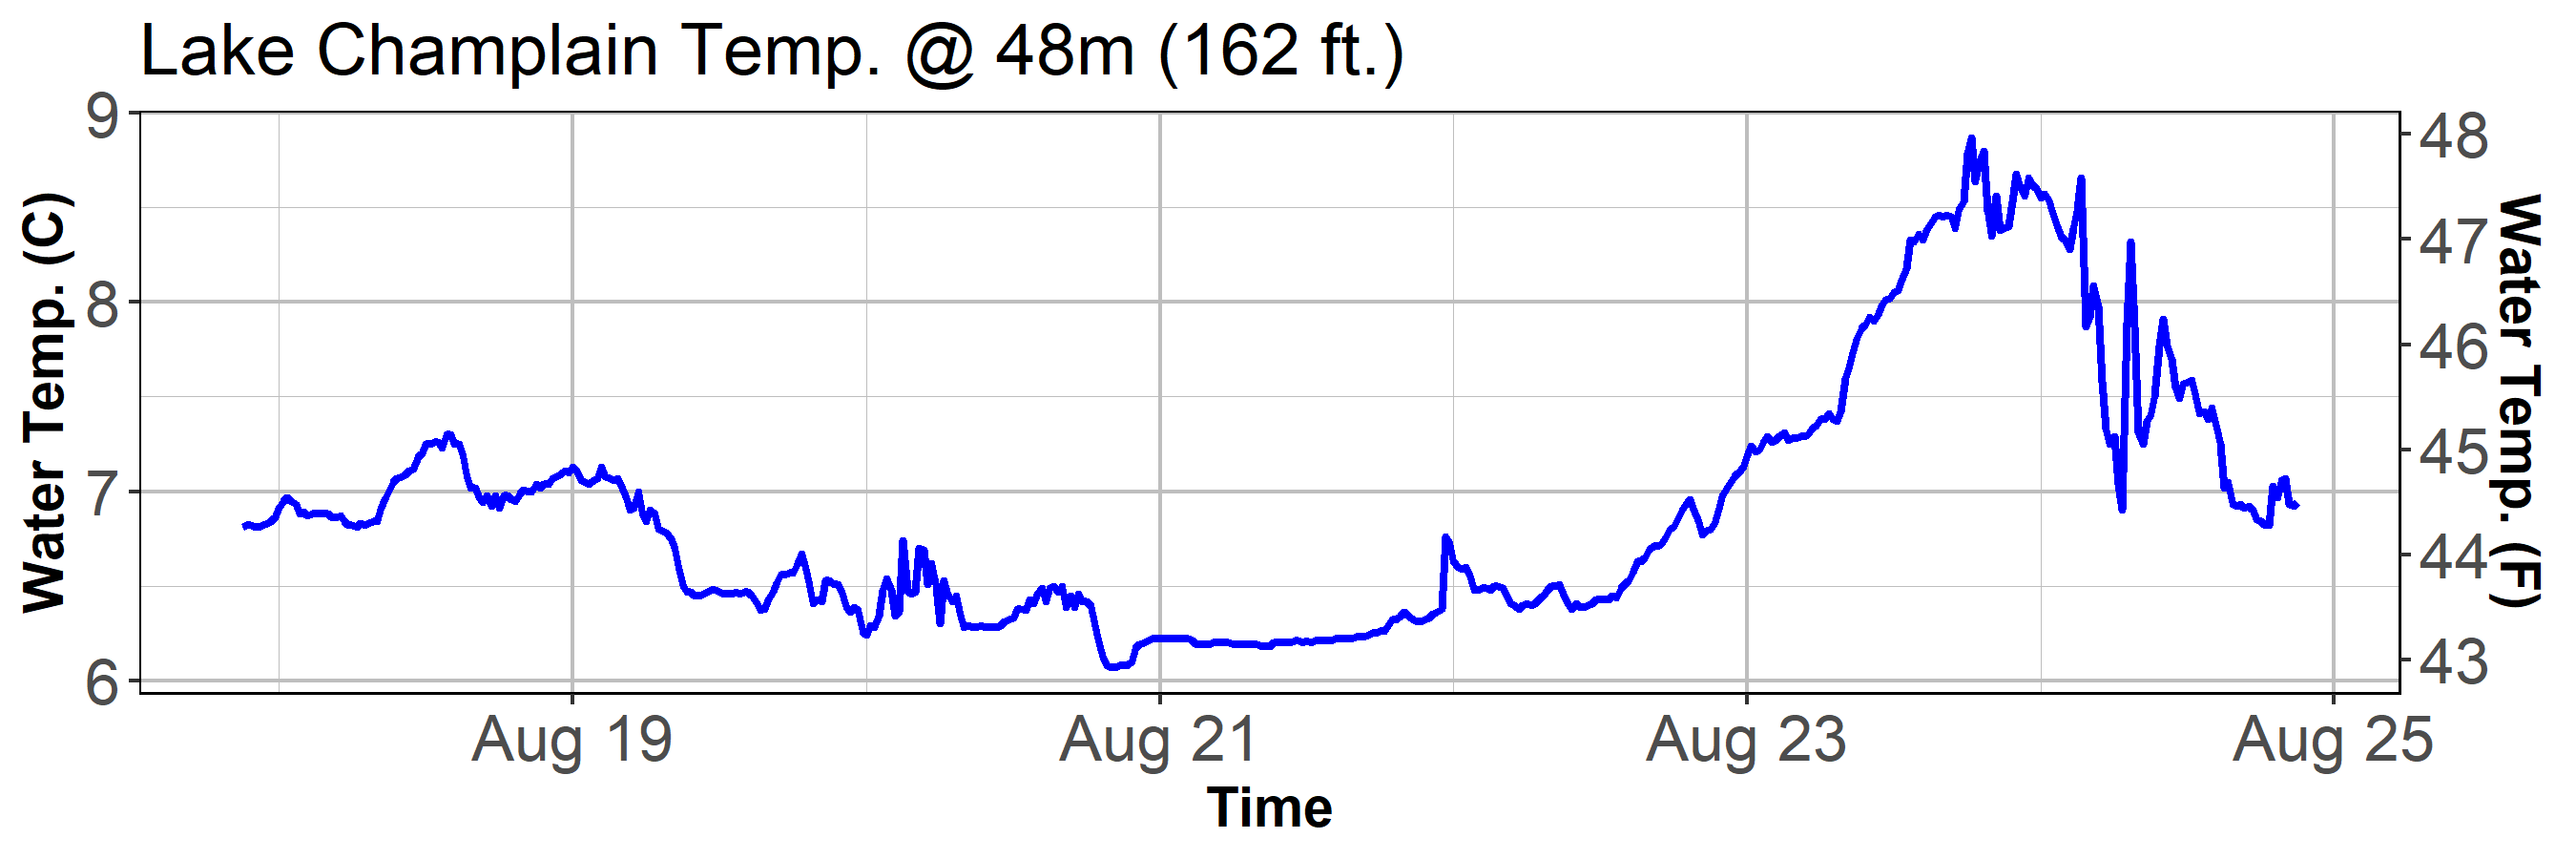 Lake Champlain Temp. @ 48m (162 ft.)
Water Temp. (C)
9
8
7
6
48
47
46
45
44
43
Water Temp. (F)
Aug 19
Aug 21
Aug 23
Aug 25
Time